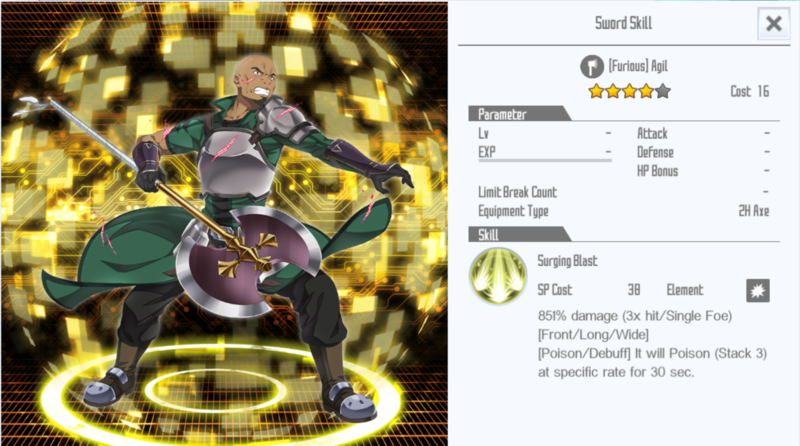 Sword Skill
[Furious] Agil
Cost 16
Parameter
Lv - Attack -
EXP - Defense -
HP Bonus -
Limit Break Count -
Equipment Type 2H Axe
Skill
Surging Blast
SP Cost 38 Element
851% damage (3x hit/Single Foe)
[Front/Long/Wide]
[Poison/Debuff] It will Poison (Stack 3)
at specific rate for 30 sec.